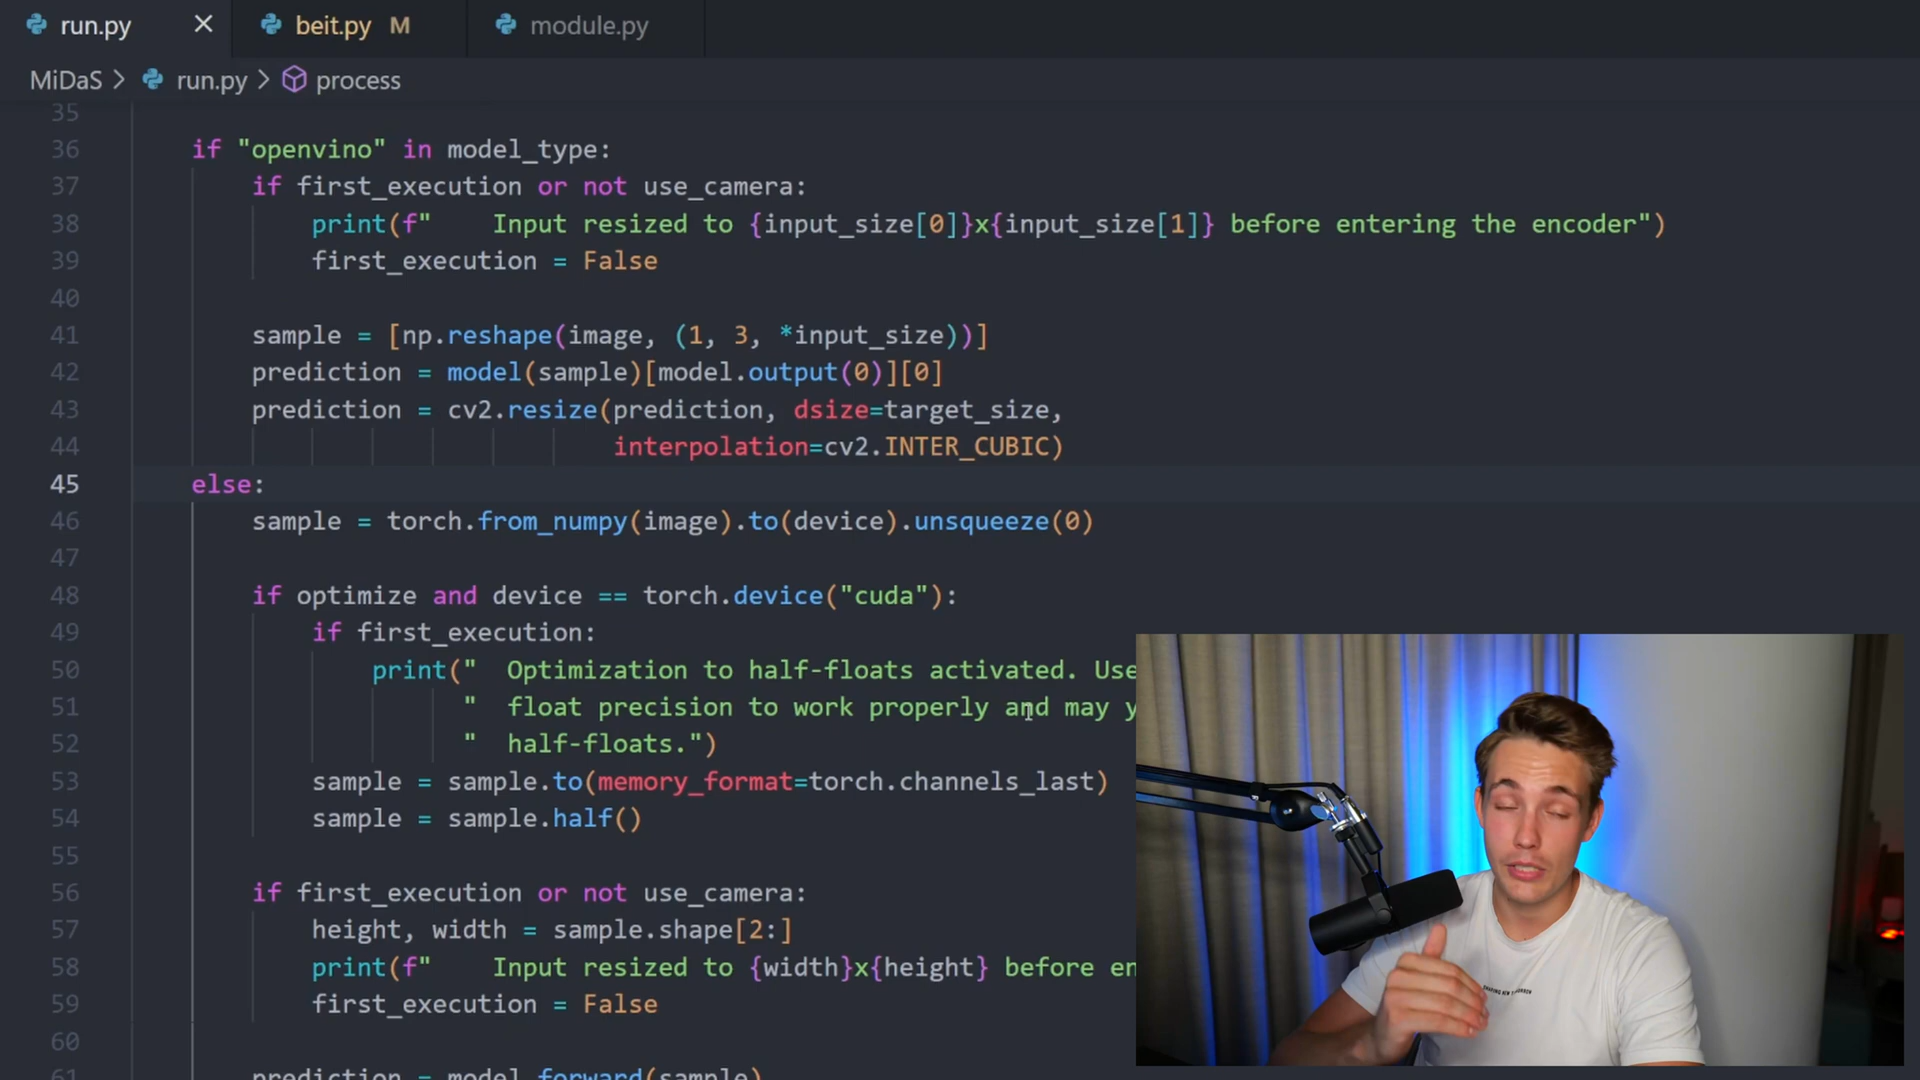 run.py
beit.py M
module.py
MiDaS > run.py > process
35
36 if "openvino" in model_type:
37 if first_execution or not use_camera:
38 print(f"    Input resized to {input_size[0]}x{input_size[1]} before entering the encoder")
39 first_execution = False
40
41 sample = [np.reshape(image, (1, 3, *input_size))]
42 prediction = model(sample)[model.output(0)][0]
43 prediction = cv2.resize(prediction, dsize=target_size,
44 interpolation=cv2.INTER_CUBIC)
45 else:
46 sample = torch.from_numpy(image).to(device).unsqueeze(0)
47
48 if optimize and device == torch.device("cuda"):
49 if first_execution:
50 print("  Optimization to half-floats activated. Use
51 "  float precision to work properly and may y
52 "  half-floats.")
53 sample = sample.to(memory_format=torch.channels_last)
54 sample = sample.half()
55
56 if first_execution or not use_camera:
57 height, width = sample.shape[2:]
58 print(f"    Input resized to {width}x{height} before en
59 first_execution = False
60
61 prediction = model.forward(sample)